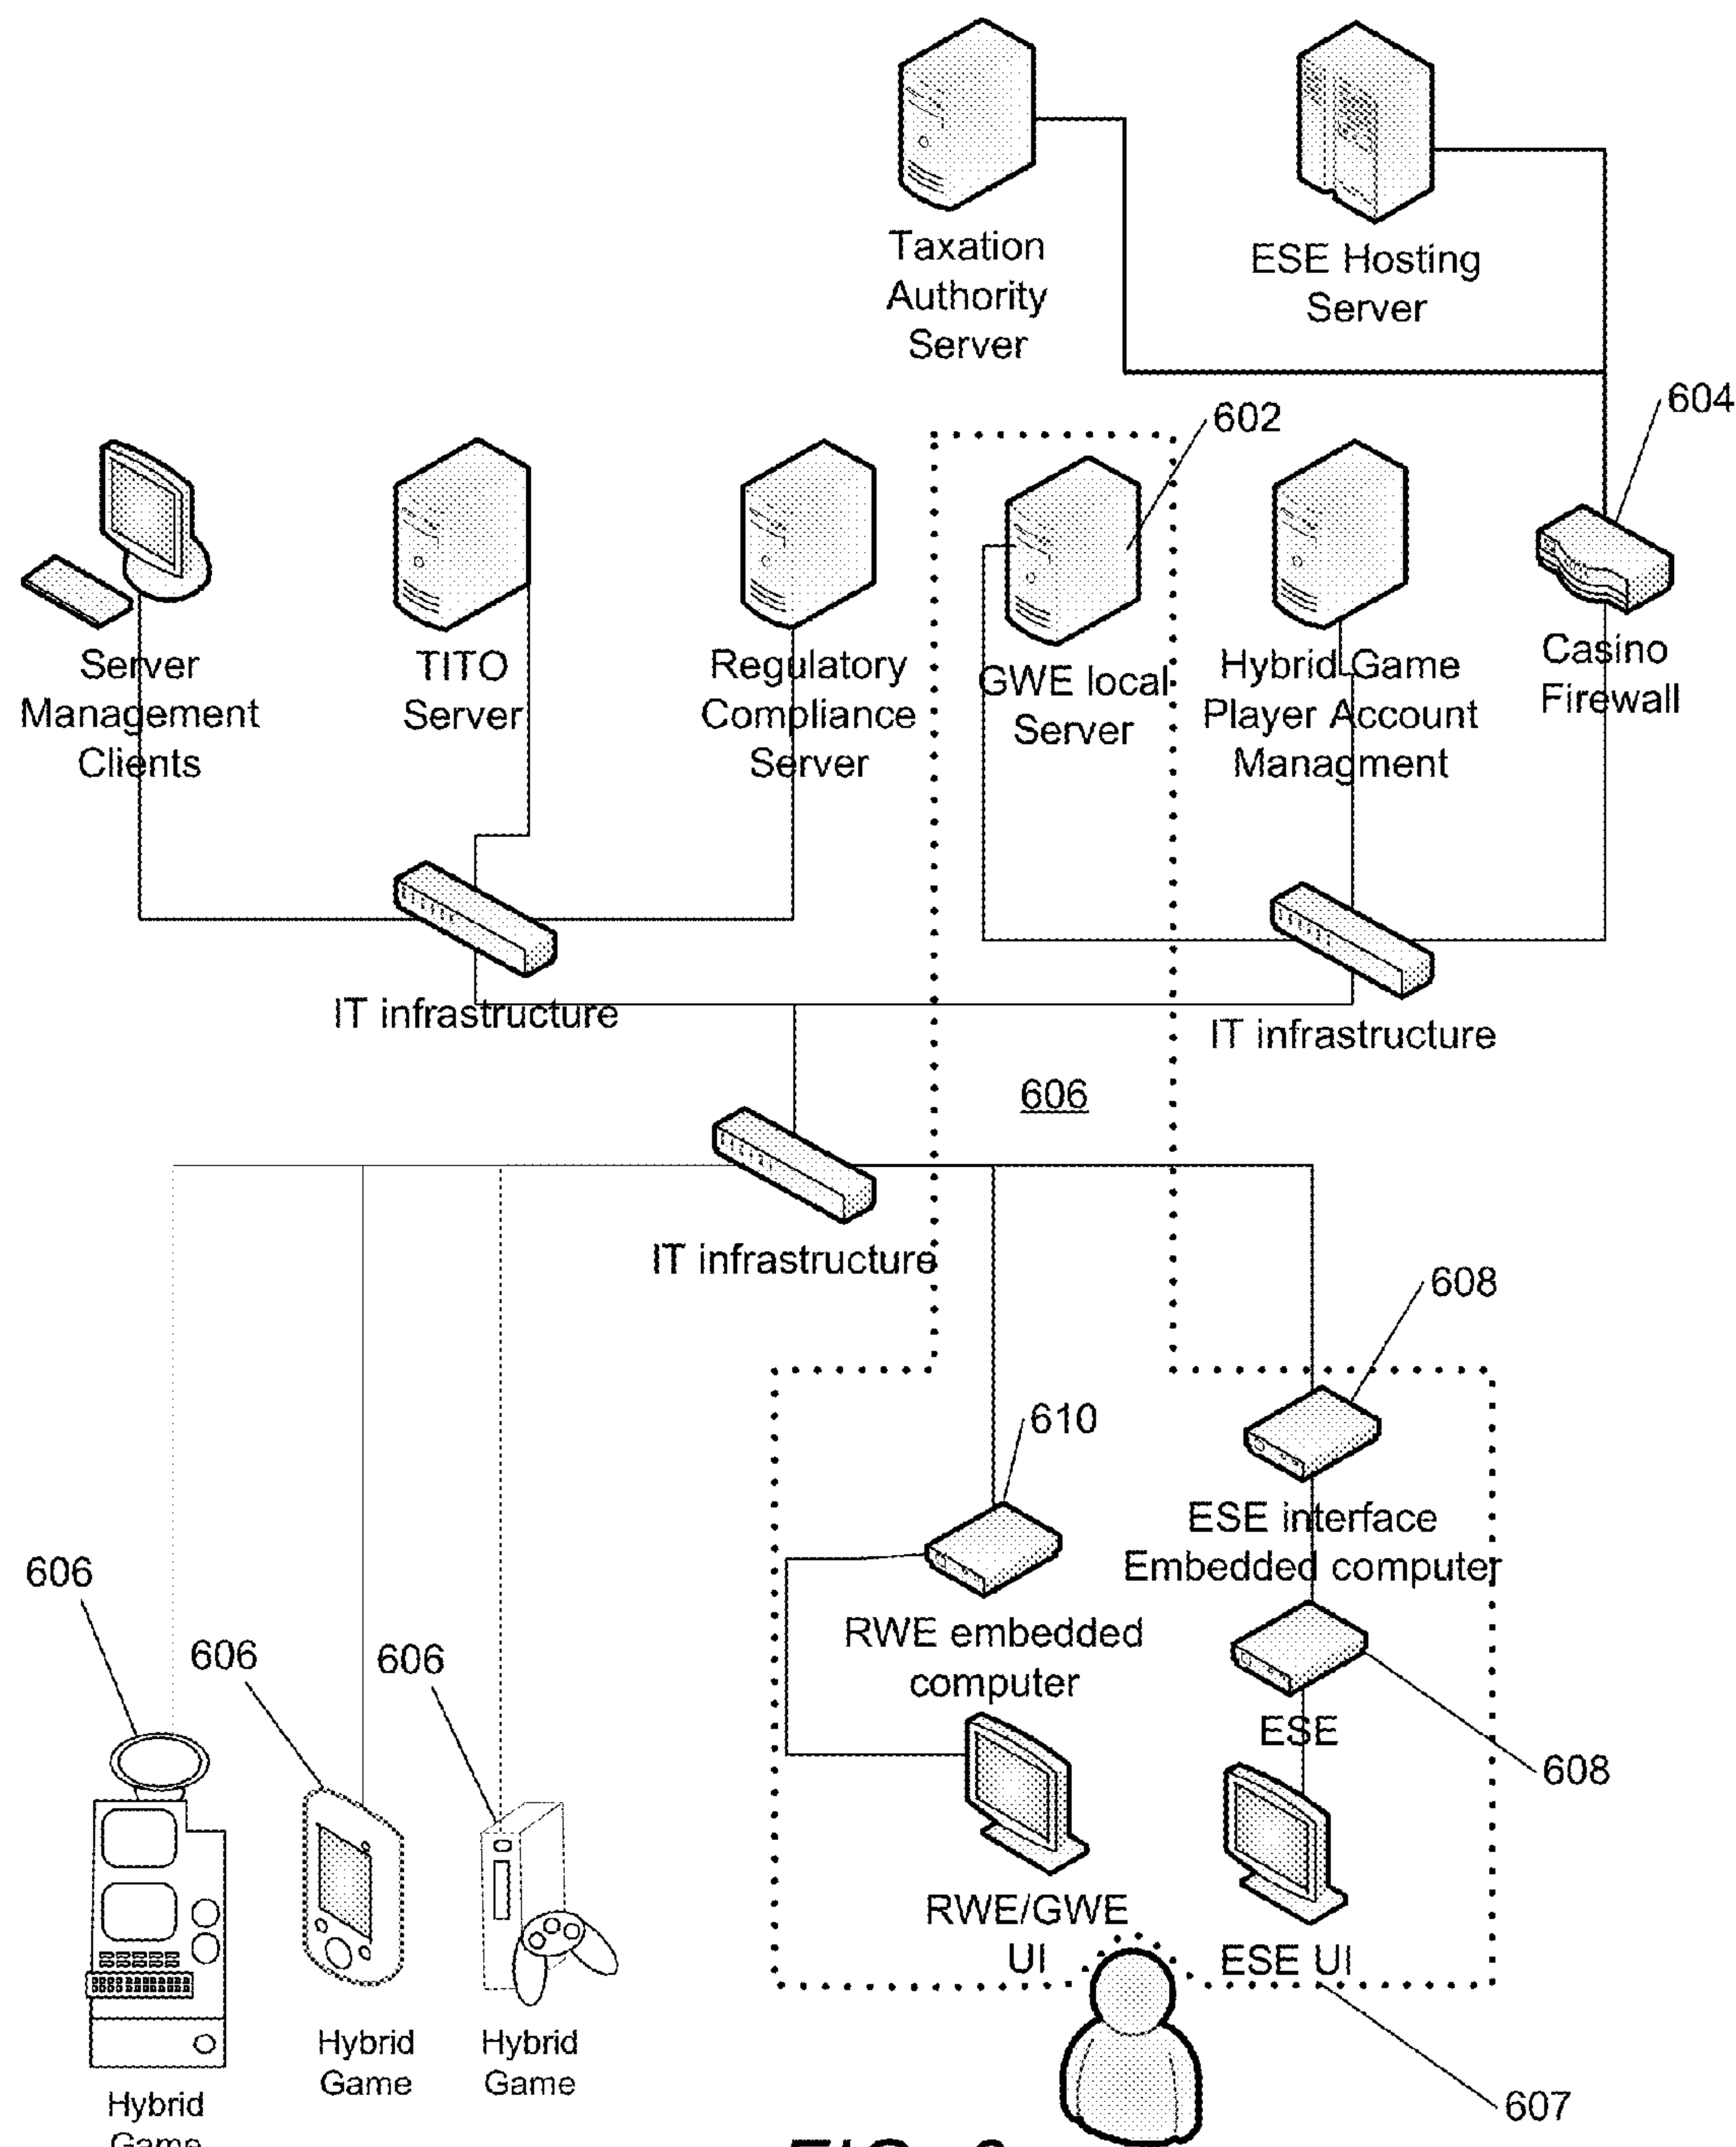 Taxation
Authority
Server
ESE Hosting
Server
604
602
Server
Management
Clients
TITO
Server
Regulatory
Compliance
Server
GWE local
Server
Hybrid Game
Player Account
Managment
Casino
Firewall
IT infrastructure
IT infrastructure
606
IT infrastructure
608
610
ESE interface
Embedded computer
606
606
606
RWE embedded
computer
ESE
608
RWE/GWE
UI
ESE UI
Hybrid
Game
Hybrid
Game
Hybrid
Game
607